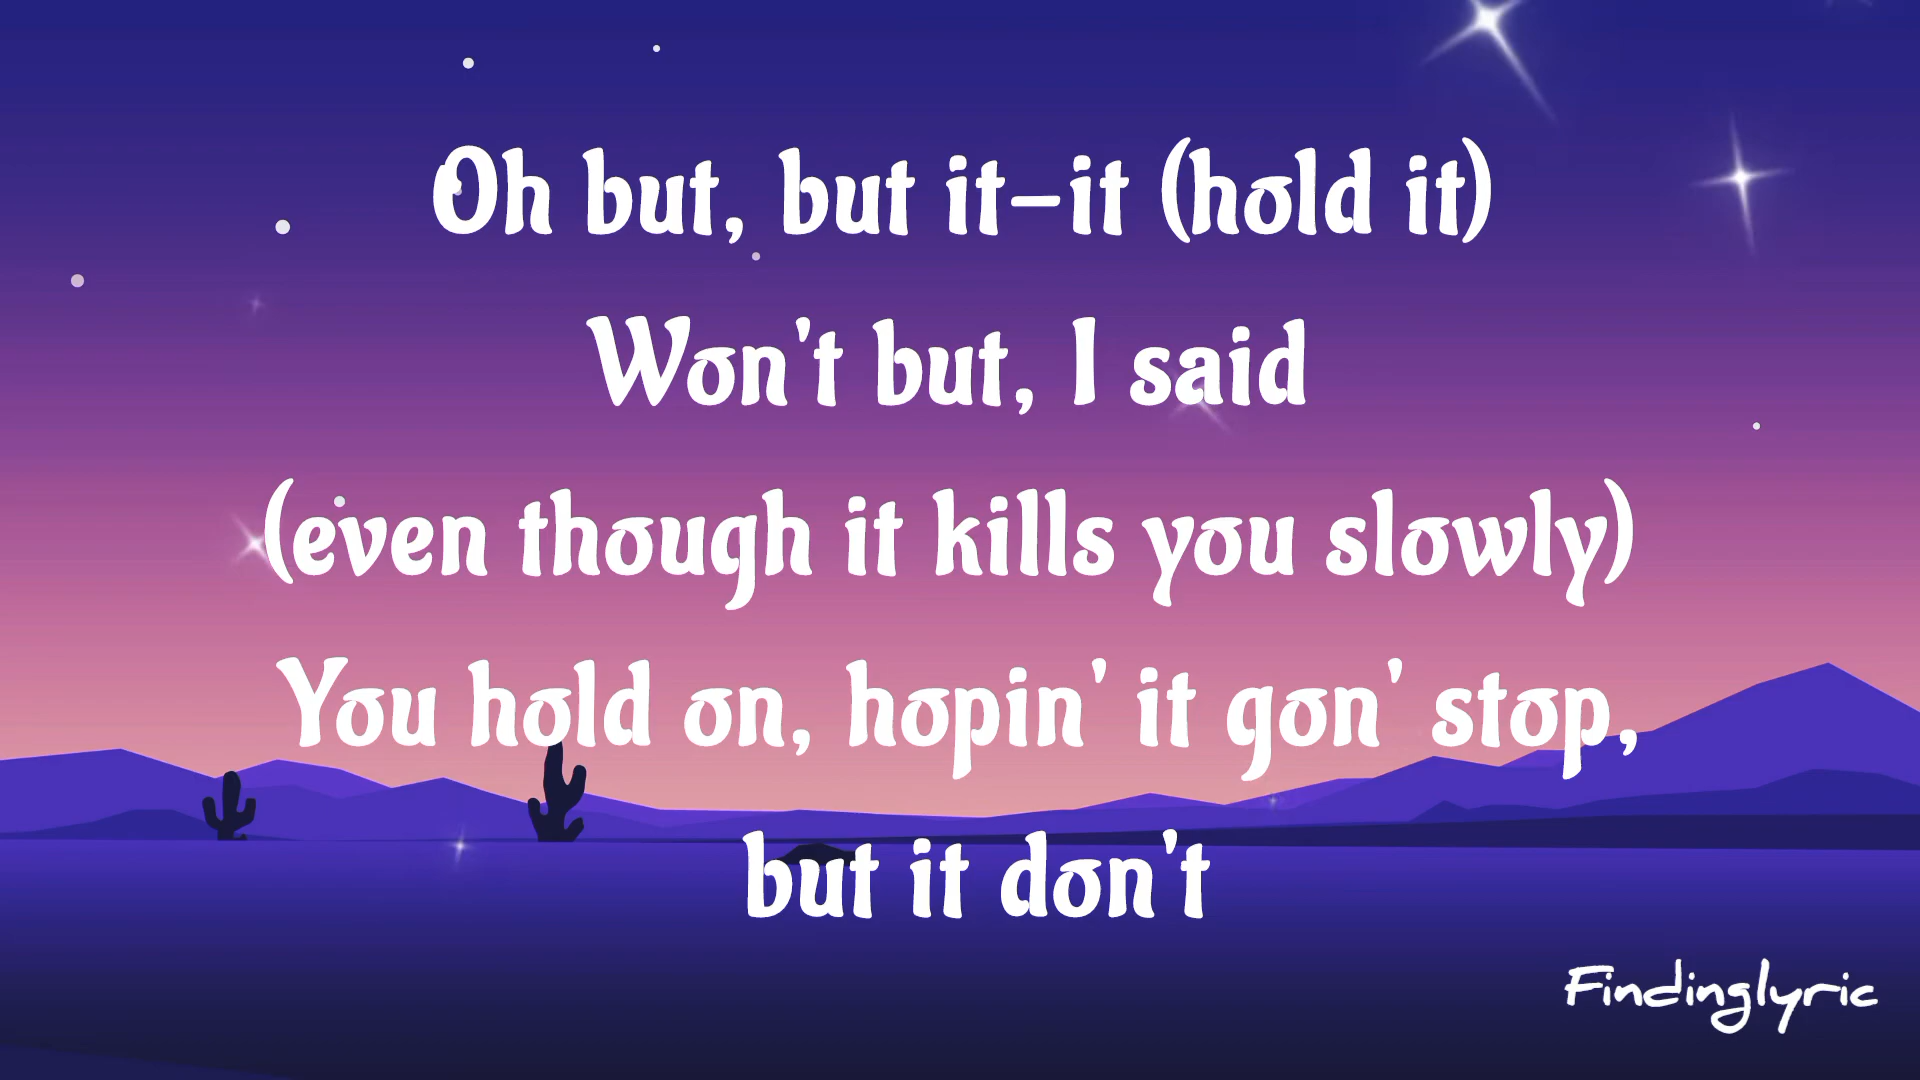 Oh but, but it-it (hold it)
Won't but, I said
(even though it kills you slowly)
You hold on, hopin' it gon' stop,
but it don't
Findinglyric